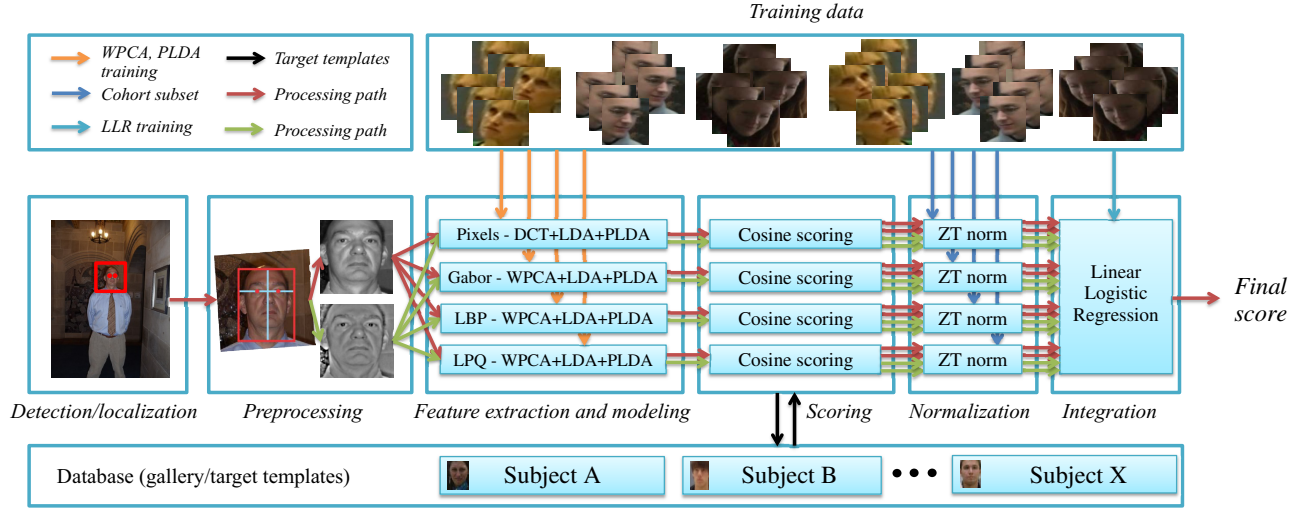 Training data
WPCA, PLDA
training
Cohort subset
LLR training
Target templates
Processing path
Processing path
Pixels - DCT+LDA+PLDA
Gabor - WPCA+LDA+PLDA
LBP - WPCA+LDA+PLDA
LPQ - WPCA+LDA+PLDA
Cosine scoring
Cosine scoring
Cosine scoring
Cosine scoring
ZT norm
ZT norm
ZT norm
ZT norm
Linear
Logistic
Regression
Final
score
Detection/localization
Preprocessing
Feature extraction and modeling
Scoring
Normalization
Integration
Database (gallery/target templates)
Subject A
Subject B
•••
Subject X